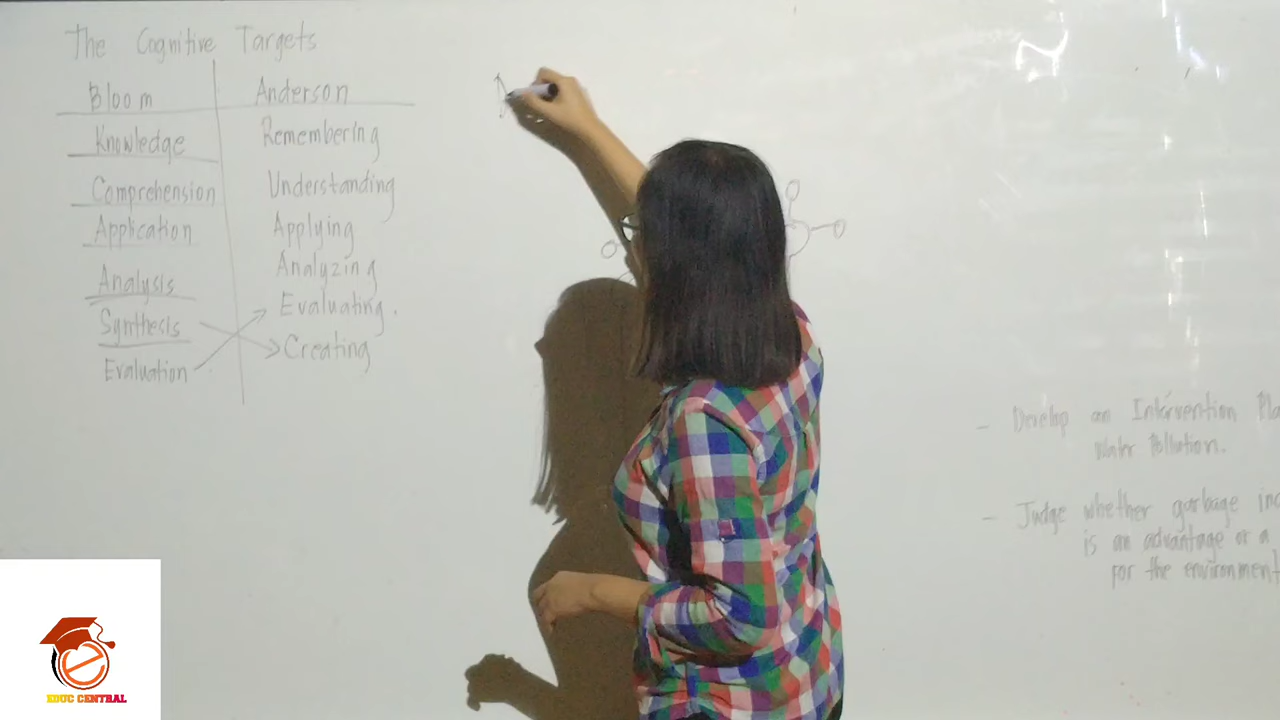 The Cognitive Targets
Bloom Anderson
Knowledge Remembering
Comprehension Understanding
Application Applying
Analysis Analyzing
Synthesis Evaluating.
Evaluation Creating
- Develop an Intervention
Water Pollution.
- Judge whether garbage
is an advantage or a
for the environment
EDUC CENTRAL